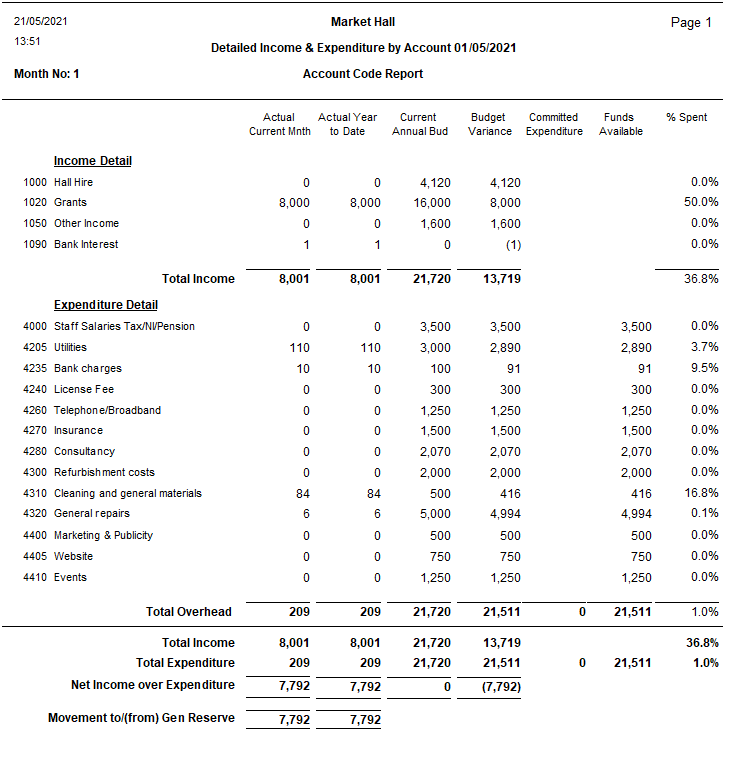 21/05/2021 Market Hall Page 1
13:51
Detailed Income & Expenditure by Account 01/05/2021
Month No: 1 Account Code Report
Actual Actual Year Current Budget Committed Funds % Spent
Current Mnth to Date Annual Bud Variance Expenditure Available
Income Detail
1000 Hall Hire 0 0 4,120 4,120 0.0%
1020 Grants 8,000 8,000 16,000 8,000 50.0%
1050 Other Income 0 0 1,600 1,600 0.0%
1090 Bank Interest 1 1 0 (1) 0.0%
Total Income 8,001 8,001 21,720 13,719 36.8%
Expenditure Detail
4000 Staff Salaries Tax/NI/Pension 0 0 3,500 3,500 3,500 0.0%
4205 Utilities 110 110 3,000 2,890 2,890 3.7%
4235 Bank charges 10 10 100 91 91 9.5%
4240 License Fee 0 0 300 300 300 0.0%
4260 Telephone/Broadband 0 0 1,250 1,250 1,250 0.0%
4270 Insurance 0 0 1,500 1,500 1,500 0.0%
4280 Consultancy 0 0 2,070 2,070 2,070 0.0%
4300 Refurbishment costs 0 0 2,000 2,000 2,000 0.0%
4310 Cleaning and general materials 84 84 500 416 416 16.8%
4320 General repairs 6 6 5,000 4,994 4,994 0.1%
4400 Marketing & Publicity 0 0 500 500 500 0.0%
4405 Website 0 0 750 750 750 0.0%
4410 Events 0 0 1,250 1,250 1,250 0.0%
Total Overhead 209 209 21,720 21,511 0 21,511 1.0%
Total Income 8,001 8,001 21,720 13,719 36.8%
Total Expenditure 209 209 21,720 21,511 0 21,511 1.0%
Net Income over Expenditure 7,792 7,792 0 (7,792)
Movement to/(from) Gen Reserve 7,792 7,792